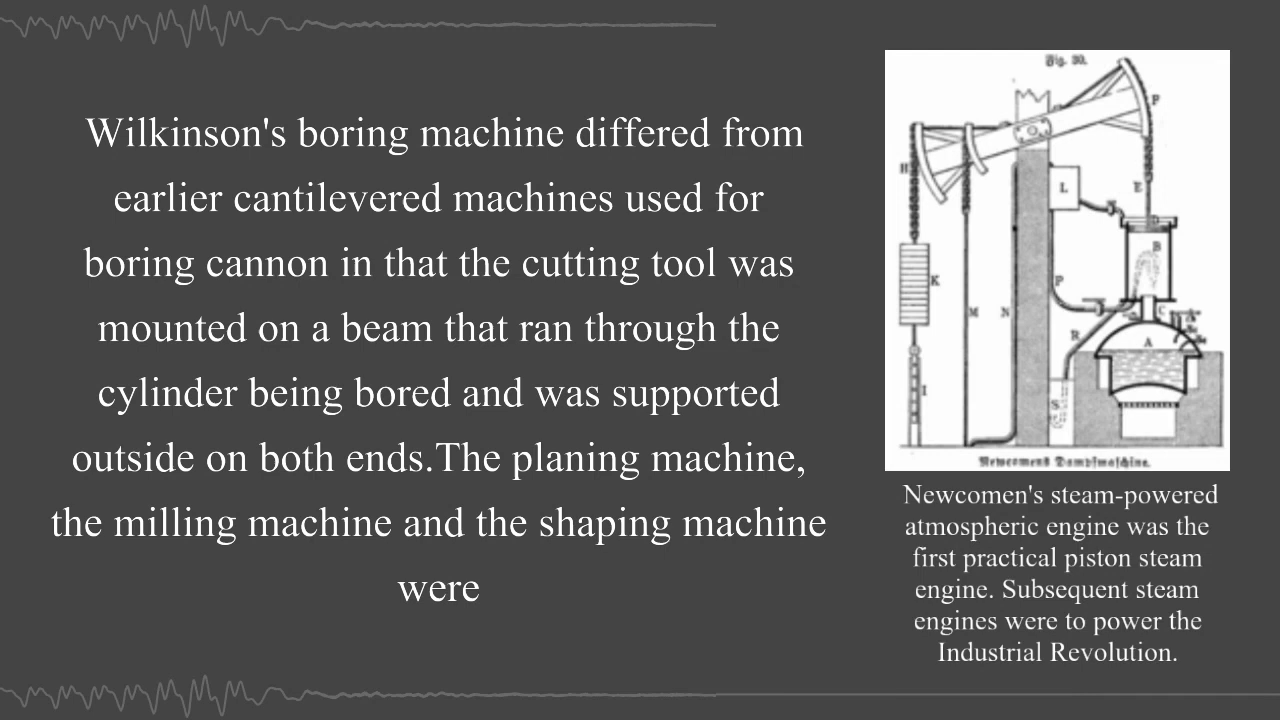 Wilkinson's boring machine differed from
earlier cantilevered machines used for
boring cannon in that the cutting tool was
mounted on a beam that ran through the
cylinder being bored and was supported
outside on both ends.The planing machine,
the milling machine and the shaping machine
were
Fig. 30.
P
H
L
E
D
B
K
P
M
N
C
R
A
I
S
Newcomens Dampfmaschine.
Newcomen's steam-powered
atmospheric engine was the
first practical piston steam
engine. Subsequent steam
engines were to power the
Industrial Revolution.